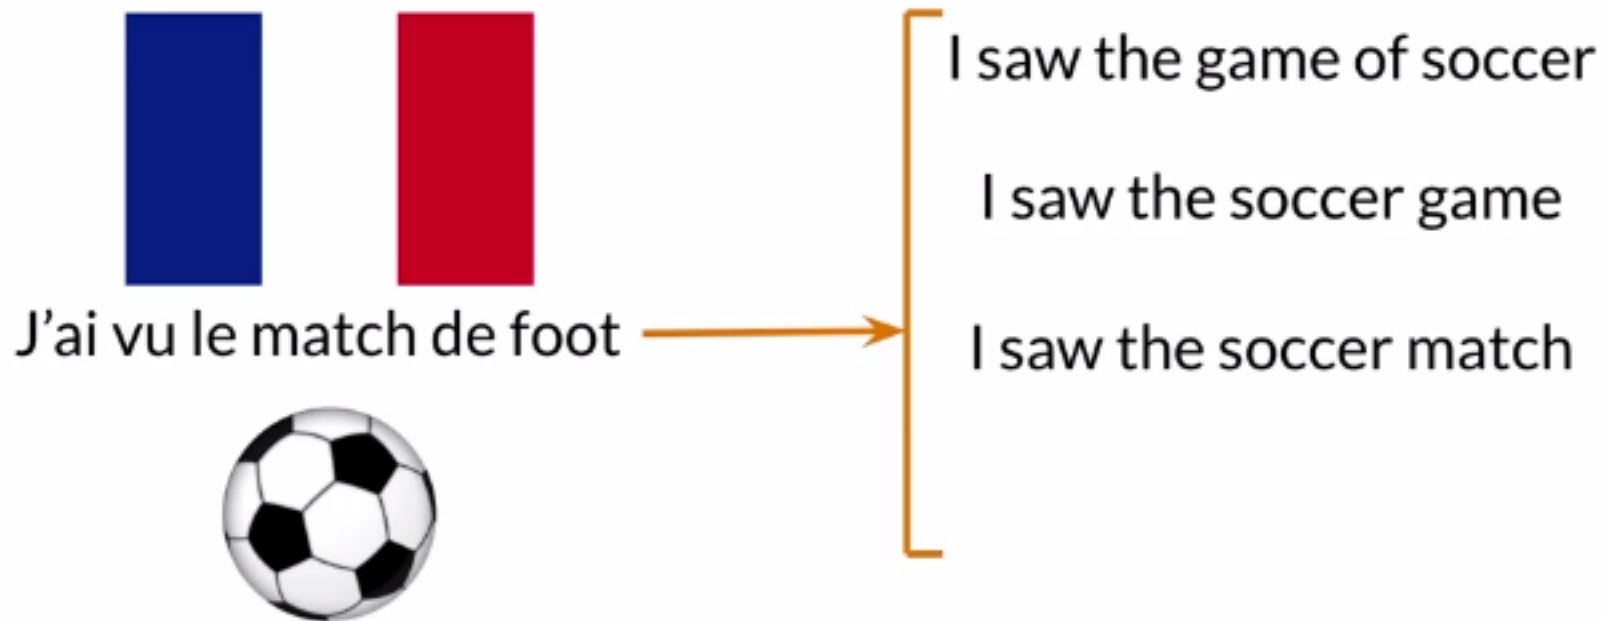 J’ai vu le match de foot
I saw the game of soccer
I saw the soccer game
I saw the soccer match